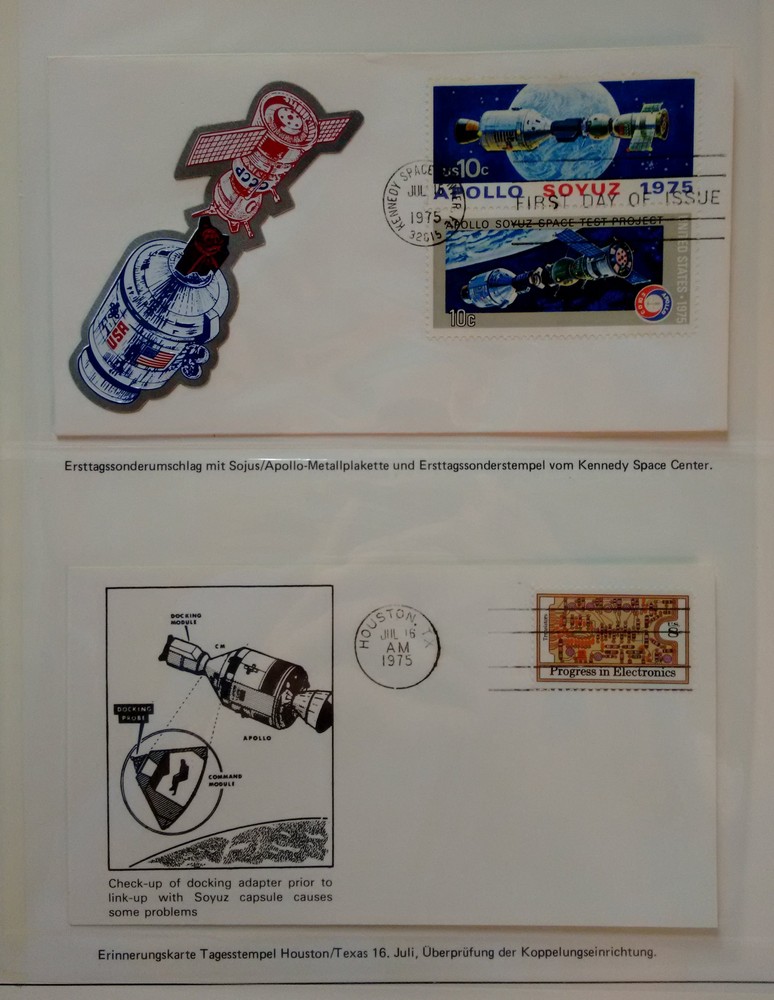 CCCP
USA
US 10c
APOLLO SOYUZ 1975
KENNEDY SPACE
JUL
1975
32815
FIRST DAY OF ISSUE
APOLLO SOYUZ SPACE TEST PROJECT
UNITED STATES · 1975
10c
Ersttagssonderumschlag mit Sojus/Apollo-Metallplakette und Ersttagssonderstempel vom Kennedy Space Center.
DOCKING
MODULE
CM
DOCKING
PROBE
APOLLO
COMMAND
MODULE
HOUSTON, TX
JUL 16
AM
1975
Progress in Electronics
Check-up of docking adapter prior to
link-up with Soyuz capsule causes
some problems
Erinnerungskarte Tagesstempel Houston/Texas 16. Juli, Überprüfung der Koppelungseinrichtung.